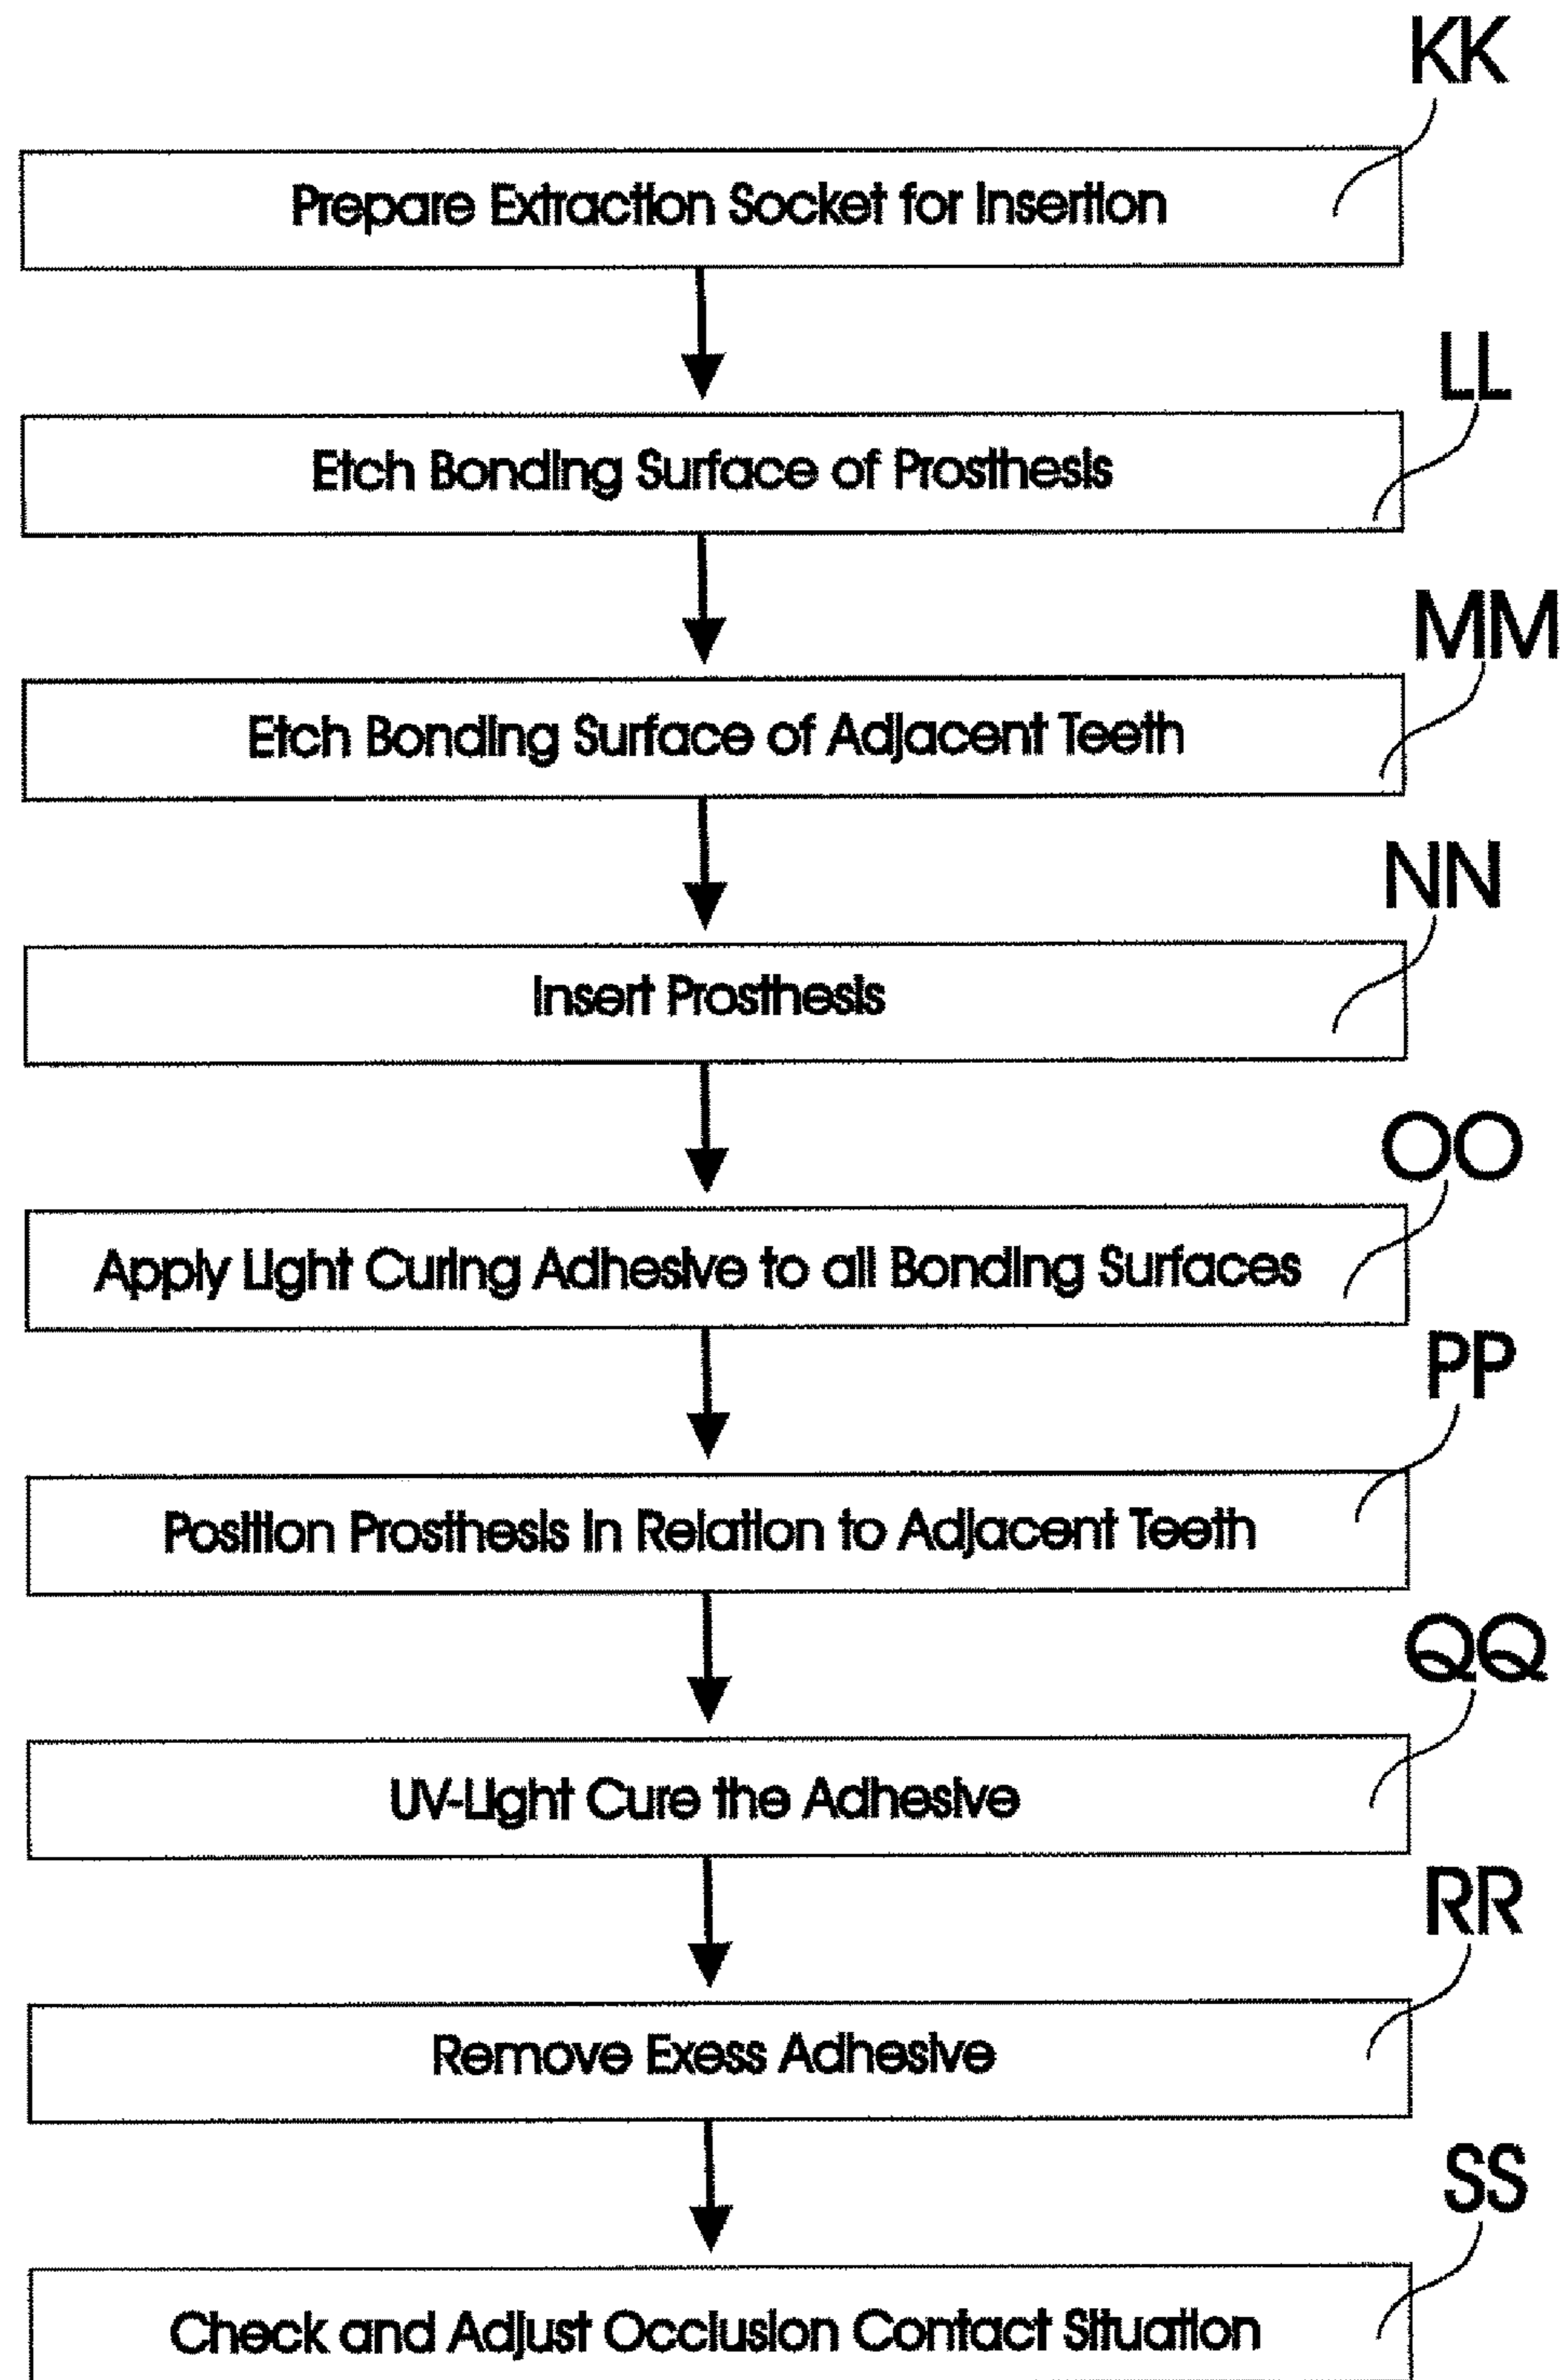 KK
Prepare Extraction Socket for Insertion
LL
Etch Bonding Surface of Prosthesis
MM
Etch Bonding Surface of Adjacent Teeth
NN
Insert Prosthesis
OO
Apply Light Curing Adhesive to all Bonding Surfaces
PP
Position Prosthesis in Relation to Adjacent Teeth
QQ
UV-Light Cure the Adhesive
RR
Remove Exess Adhesive
SS
Check and Adjust Occlusion Contact Situation